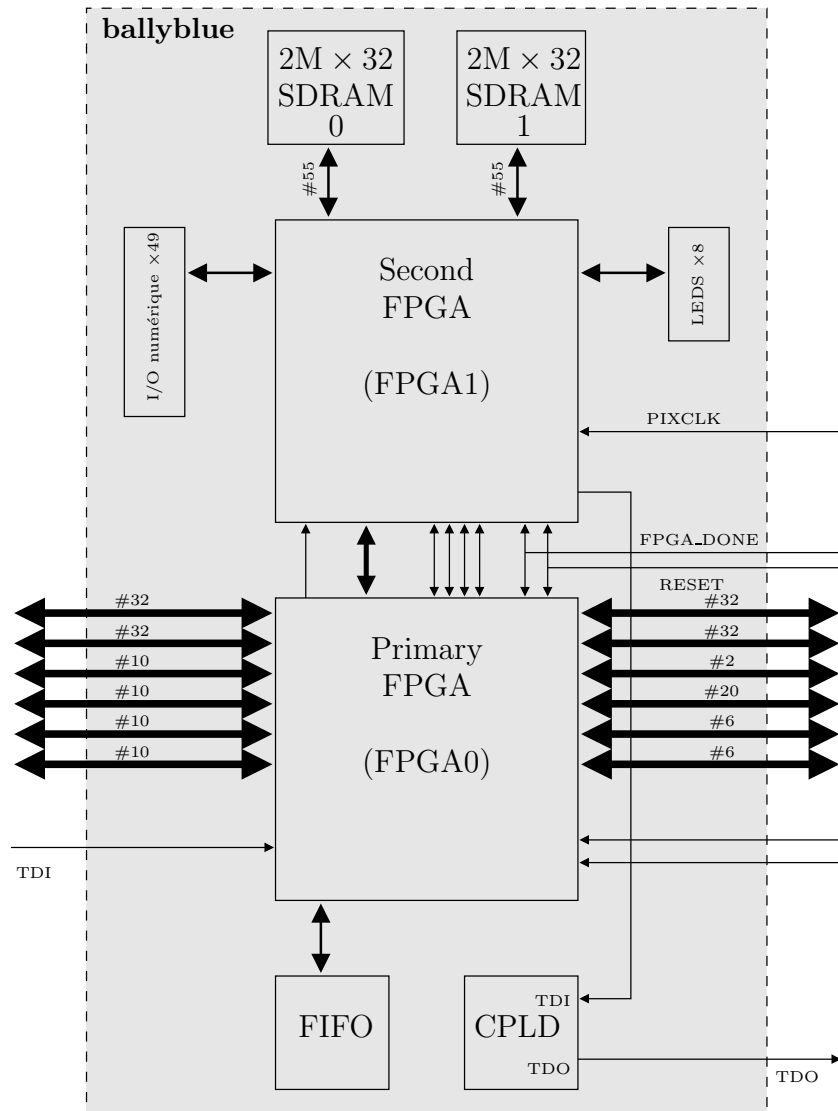 ballyblue
2M × 32
SDRAM
0
2M × 32
SDRAM
1
#55
#55
I/O numérique ×49
Second
FPGA
(FPGA1)
LEDS ×8
PIXCLK
FPGA_DONE
RESET
#32
#32
#10
#10
#10
#10
Primary
FPGA
(FPGA0)
#32
#32
#2
#20
#6
#6
TDI
FIFO
TDI
CPLD
TDO
TDO